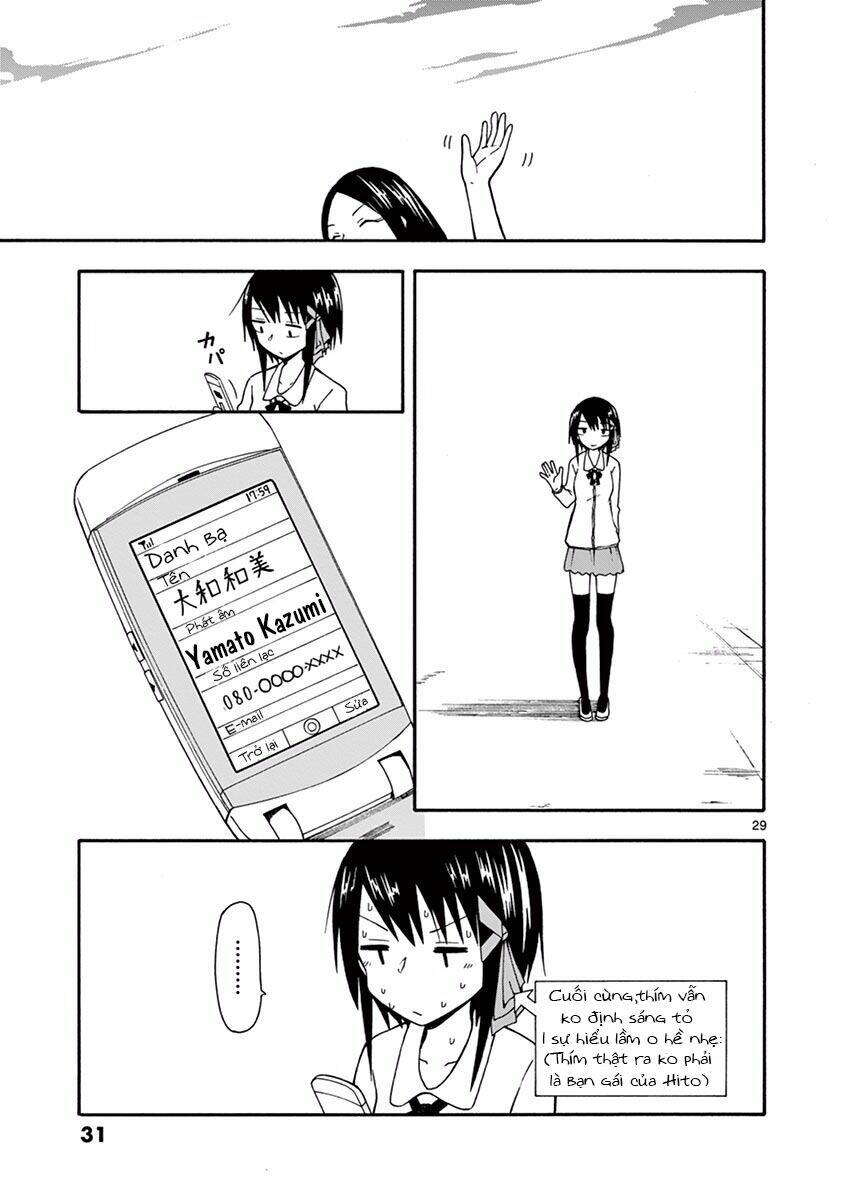 カパ
17:59
Danh Bạ
Tên
大和和美
Phát âm
Yamato Kazumi
Số liên lạc
080-0000-xxxx
E-mail
Trở lại
Sửa
29
.........
Cuối cùng,thím vẫn
ko định sáng tỏ
1 sự hiểu lầm o hề nhẹ:
(Thím thật ra ko phải
là Bạn Gái của Hito)
31